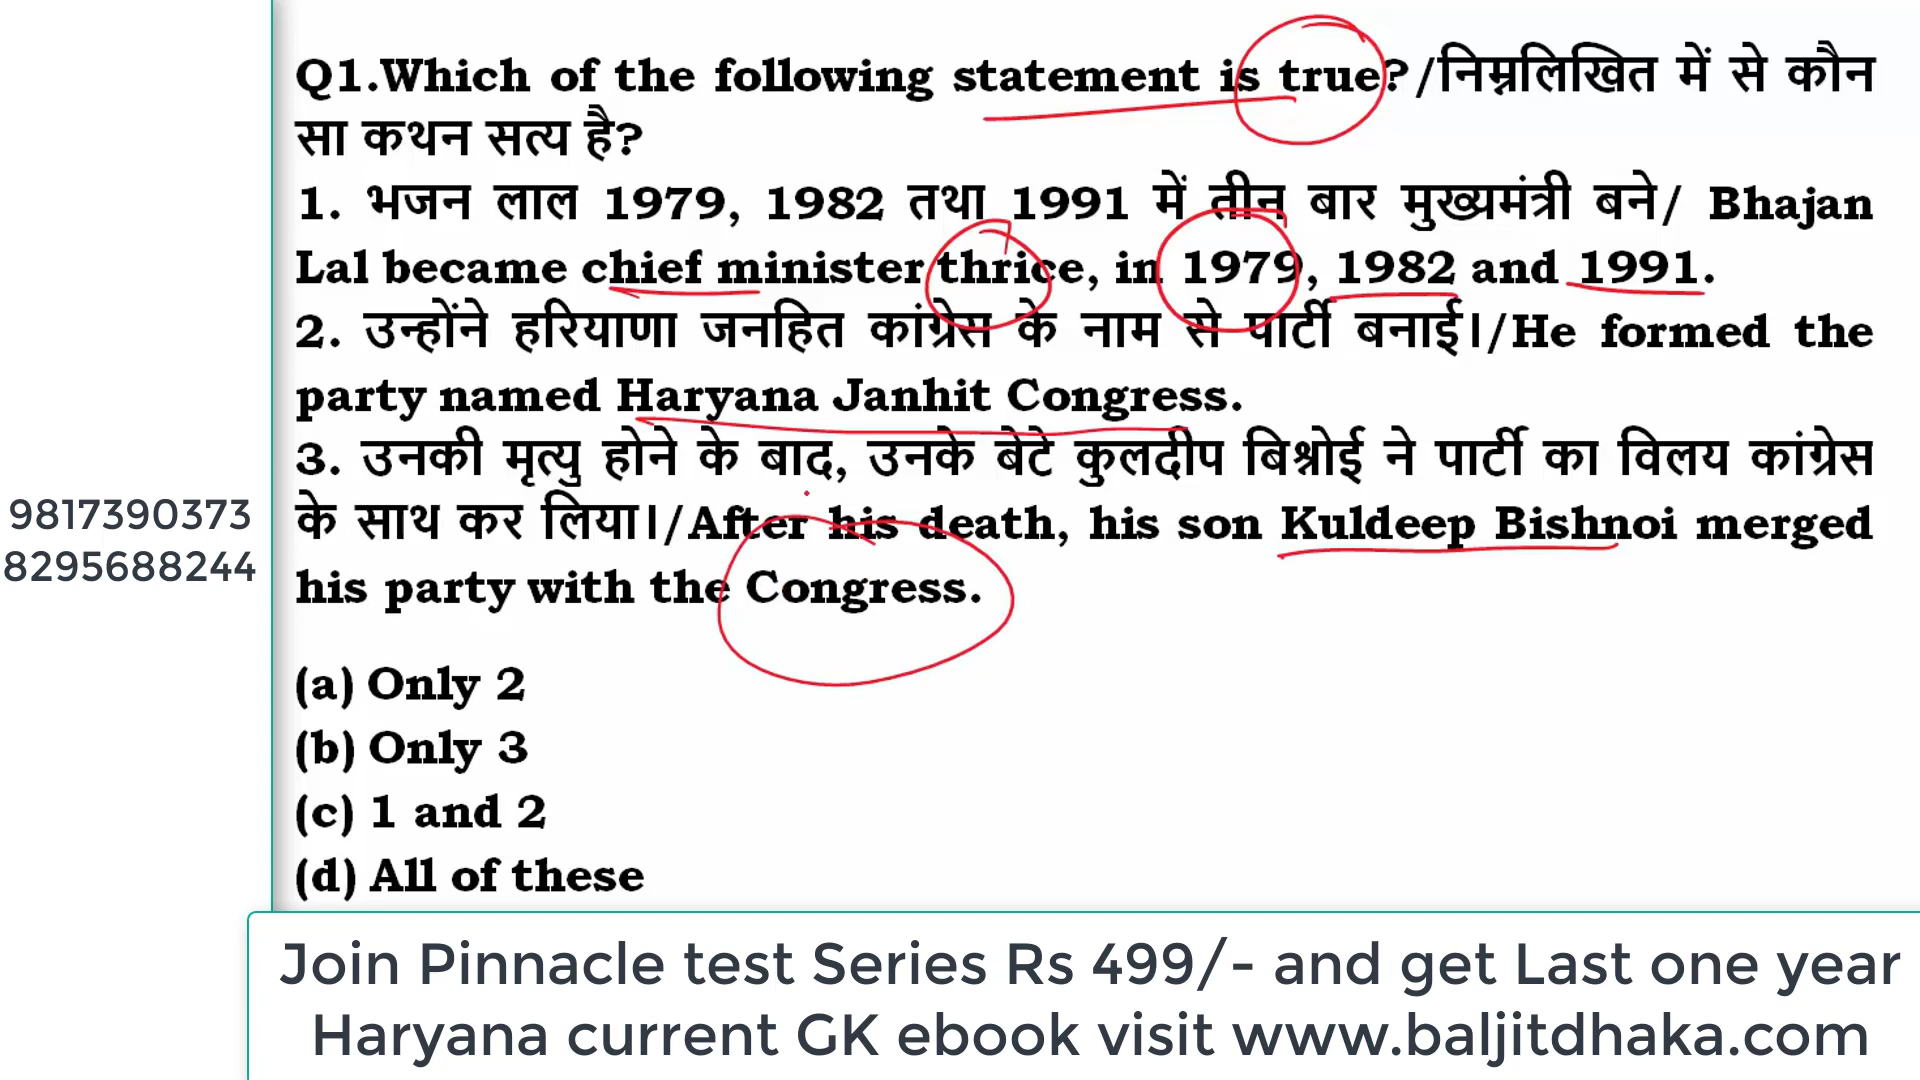 Q1.Which of the following statement is true?/निम्नलिखित में से कौन
सा कथन सत्य है?
1. भजन लाल 1979, 1982 तथा 1991 में तीन बार मुख्यमंत्री बने/ Bhajan
Lal became chief minister thrice, in 1979, 1982 and 1991.
2. उन्होंने हरियाणा जनहित कांग्रेस के नाम से पार्टी बनाई।/He formed the
party named Haryana Janhit Congress.
3. उनकी मृत्यु होने के बाद, उनके बेटे कुलदीप बिश्नोई ने पार्टी का विलय कांग्रेस
के साथ कर लिया।/After his death, his son Kuldeep Bishnoi merged
his party with the Congress.
(a) Only 2
(b) Only 3
(c) 1 and 2
(d) All of these
9817390373
8295688244
Join Pinnacle test Series Rs 499/- and get Last one year
Haryana current GK ebook visit www.baljitdhaka.com